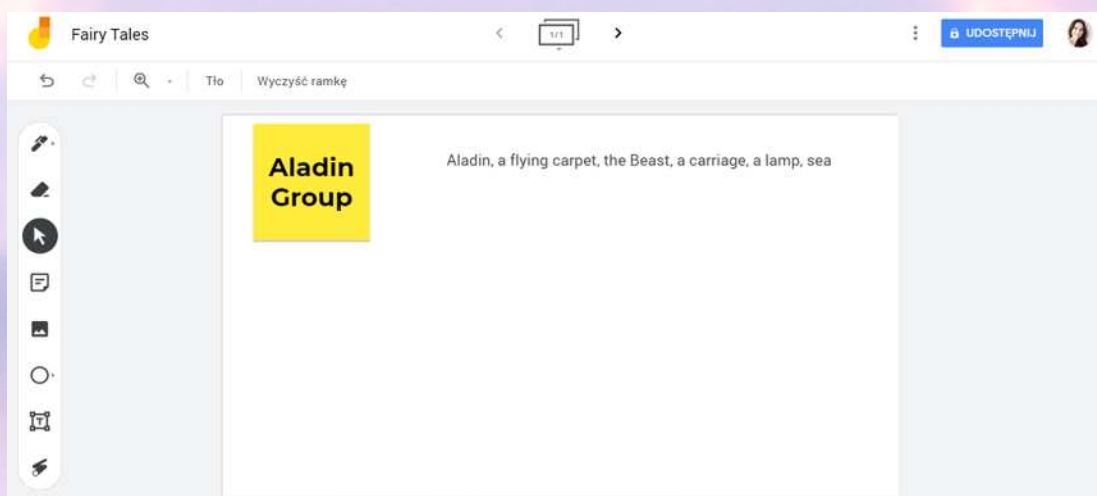 Fairy Tales
1/1
UDOSTĘPNIJ
Tło
Wyczyść ramkę
Aladin
Group
Aladin, a flying carpet, the Beast, a carriage, a lamp, sea